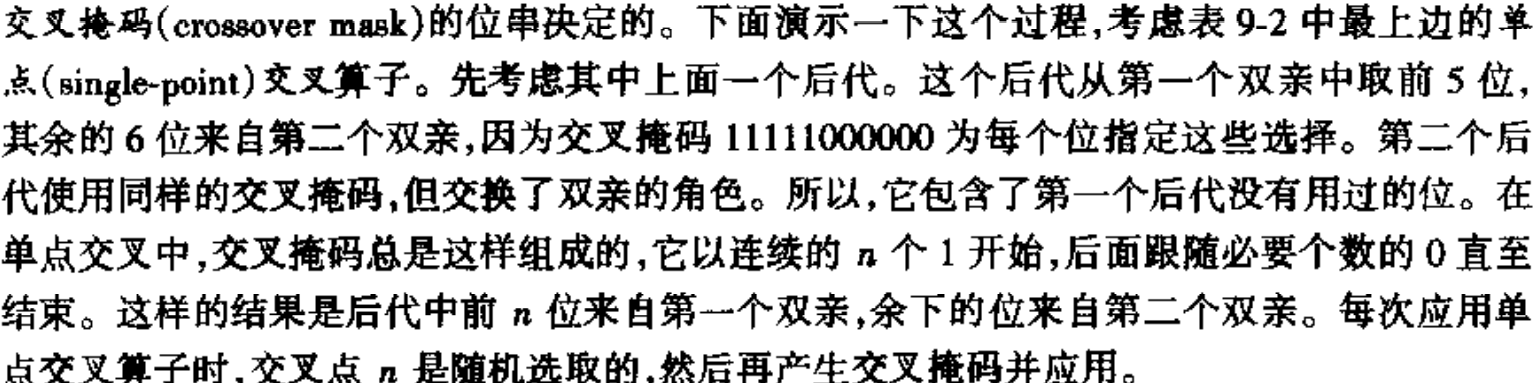 交叉掩码(crossover mask)的位串决定的。下面演示一下这个过程,考虑表 9-2 中最上边的单
点(single-point)交叉算子。先考虑其中上面一个后代。这个后代从第一个双亲中取前 5 位,
其余的 6 位来自第二个双亲,因为交叉掩码 11111000000 为每个位指定这些选择。第二个后
代使用同样的交叉掩码,但交换了双亲的角色。所以,它包含了第一个后代没有用过的位。在
单点交叉中,交叉掩码总是这样组成的,它以连续的 n 个 1 开始,后面跟随必要个数的 0 直至
结束。这样的结果是后代中前 n 位来自第一个双亲,余下的位来自第二个双亲。每次应用单
点交叉算子时,交叉点 n 是随机选取的,然后再产生交叉掩码并应用。